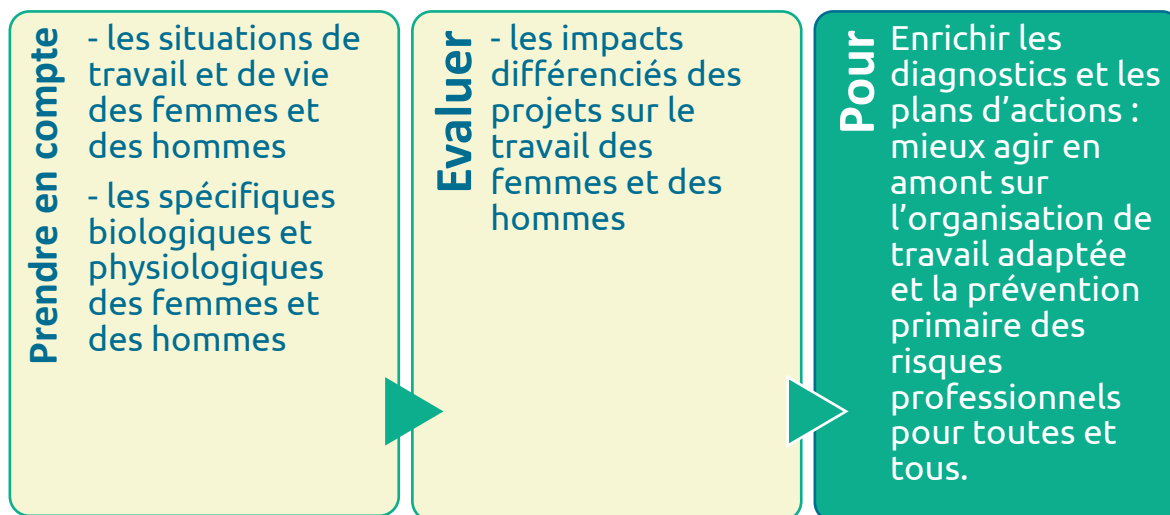 Prendre en compte
- les situations de
travail et de vie
des femmes et
des hommes
- les spécifiques
biologiques et
physiologiques
des femmes et
des hommes
Evaluer
- les impacts
différenciés des
projets sur le
travail des
femmes et des
hommes
Pour
Enrichir les
diagnostics et les
plans d’actions :
mieux agir en
amont sur
l’organisation de
travail adaptée
et la prévention
primaire des
risques
professionnels
pour toutes et
tous.